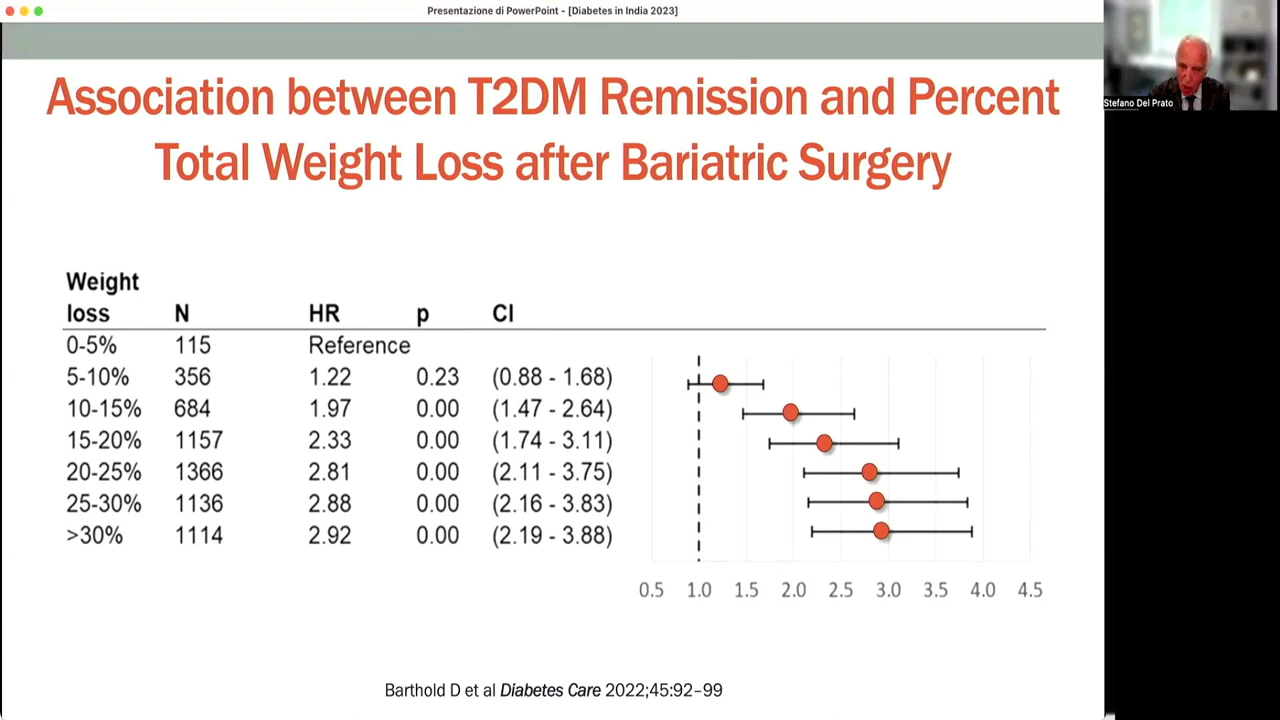 Presentazione di PowerPoint - [Diabetes in India 2023]
Stefano Del Prato
Association between T2DM Remission and Percent
Total Weight Loss after Bariatric Surgery
Weight
loss N HR p CI
0-5% 115 Reference
5-10% 356 1.22 0.23 (0.88 - 1.68)
10-15% 684 1.97 0.00 (1.47 - 2.64)
15-20% 1157 2.33 0.00 (1.74 - 3.11)
20-25% 1366 2.81 0.00 (2.11 - 3.75)
25-30% 1136 2.88 0.00 (2.16 - 3.83)
>30% 1114 2.92 0.00 (2.19 - 3.88)
0.5 1.0 1.5 2.0 2.5 3.0 3.5 4.0 4.5
Barthold D et al Diabetes Care 2022;45:92–99